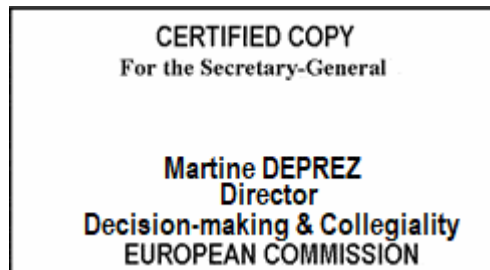 CERTIFIED COPY
For the Secretary-General
Martine DEPREZ
Director
Decision-making & Collegiality
EUROPEAN COMMISSION